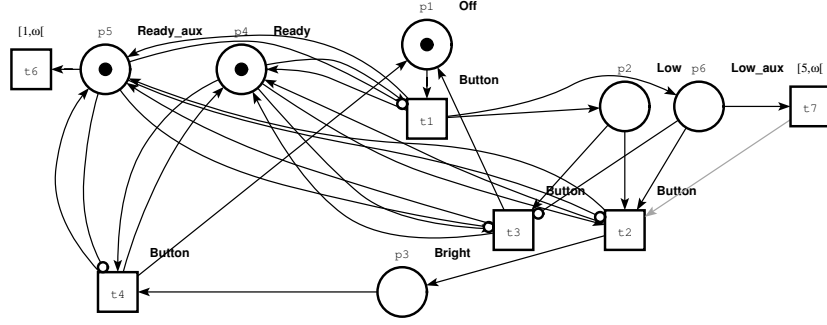 p1 Off
p5 Ready_aux p4 Ready
[1,ω[
t6
Button
p2 Low p6 Low_aux [5,ω[
t7
t1
Button Button
t3 t2
Button Bright
p3
t4